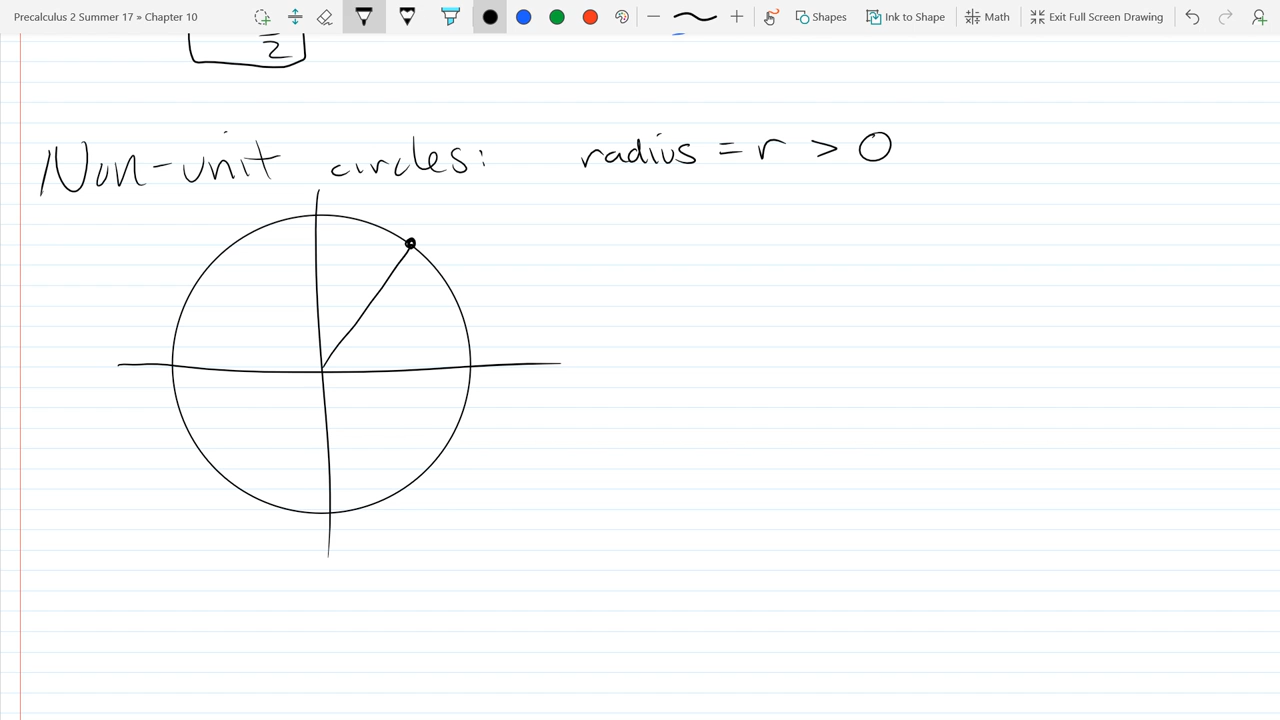 Precalculus 2 Summer 17 » Chapter 10
Shapes
Ink to Shape
Math
Exit Full Screen Drawing
2
Non-unit circles: radius = r > 0